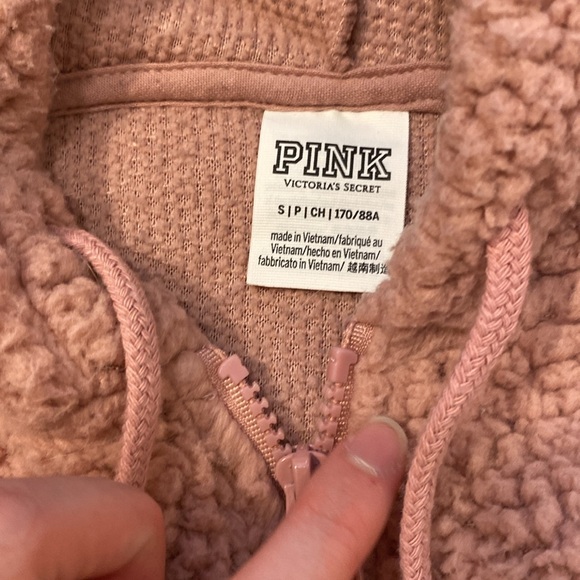 PINK
VICTORIA'S SECRET
S | P | CH | 170/88A
made in Vietnam/fabriqué au
Vietnam/hecho en Vietnam/
fabbricato in Vietnam/ 越南制造